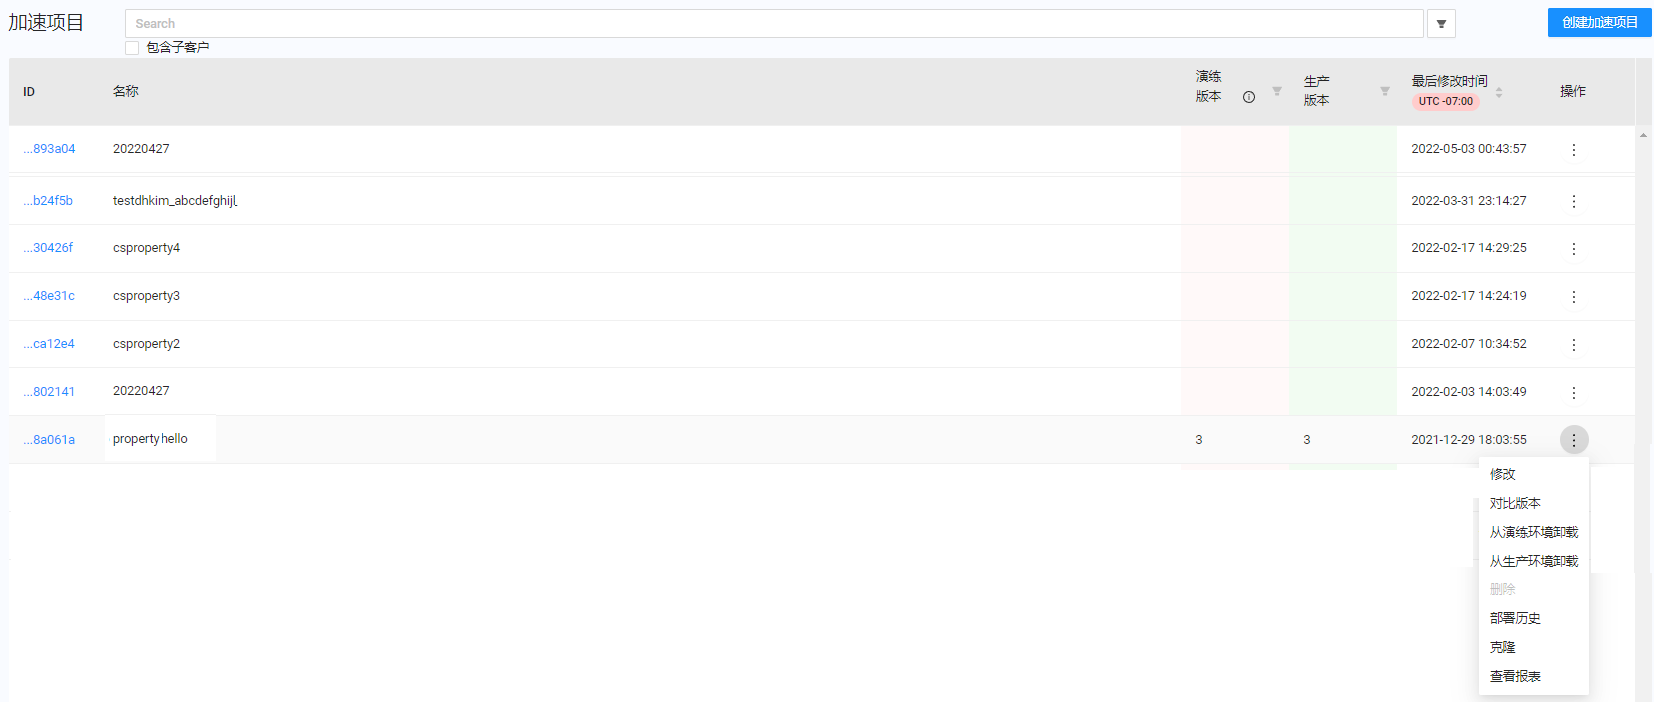 加速项目
Search
创建加速项目
包含子客户
ID 名称 演练版本 生产版本 最后修改时间 UTC -07:00 操作
...893a04 20220427 2022-05-03 00:43:57
...b24f5b testdhkim_abcdefghijl 2022-03-31 23:14:27
...30426f csproperty4 2022-02-17 14:29:25
...48e31c csproperty3 2022-02-17 14:24:19
...ca12e4 csproperty2 2022-02-07 10:34:52
...802141 20220427 2022-02-03 14:03:49
...8a061a propertyhello 3 3 2021-12-29 18:03:55
修改
对比版本
从演练环境卸载
从生产环境卸载
删除
部署历史
克隆
查看报表